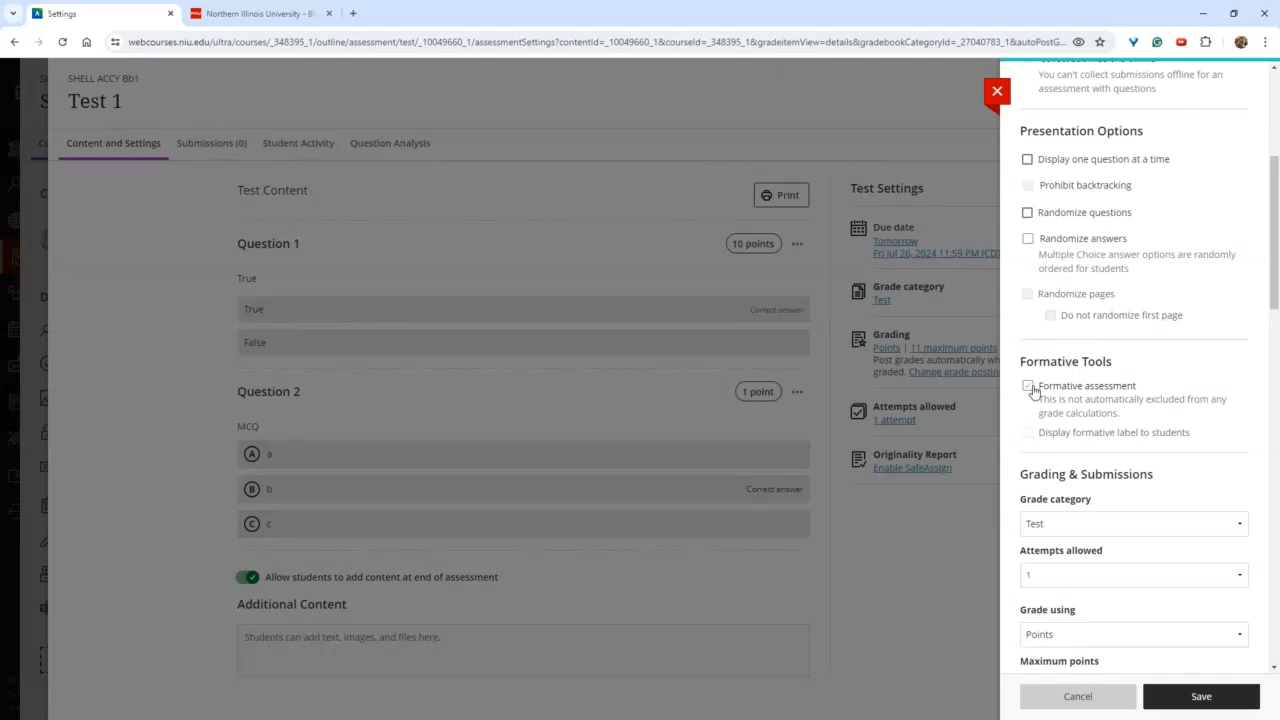 Settings
Northern Illinois University - Bl
webcourses.niu.edu/ultra/courses/_348395_1/outline/assessment/test/_10049660_1/assessmentSettings?contentId=_10049660_1&courseId=_348395_1&gradeitemView=details&gradebookCategoryId=_27040783_1&autoPostG...
SHELL ACCY Bb1
S
Test 1
Content and Settings
Submissions (0)
Student Activity
Question Analysis
Test Content
Print
Question 1
10 points
True
True
Correct answer
False
Question 2
1 point
MCQ
A a
B b
Correct answer
C c
Allow students to add content at end of assessment
Additional Content
Students can add text, images, and files here.
Test Settings
Due date
Tomorrow
Fri Jul 26, 2024 11:59 PM (CD
Grade category
Test
Grading
Points | 11 maximum points
Post grades automatically wh
graded. Change grade postin
Attempts allowed
1 attempt
Originality Report
Enable SafeAssign
You can't collect submissions offline for an
assessment with questions
Presentation Options
Display one question at a time
Prohibit backtracking
Randomize questions
Randomize answers
Multiple Choice answer options are randomly
ordered for students
Randomize pages
Do not randomize first page
Formative Tools
Formative assessment
This is not automatically excluded from any
grade calculations.
Display formative label to students
Grading & Submissions
Grade category
Test
Attempts allowed
1
Grade using
Points
Maximum points
Cancel
Save